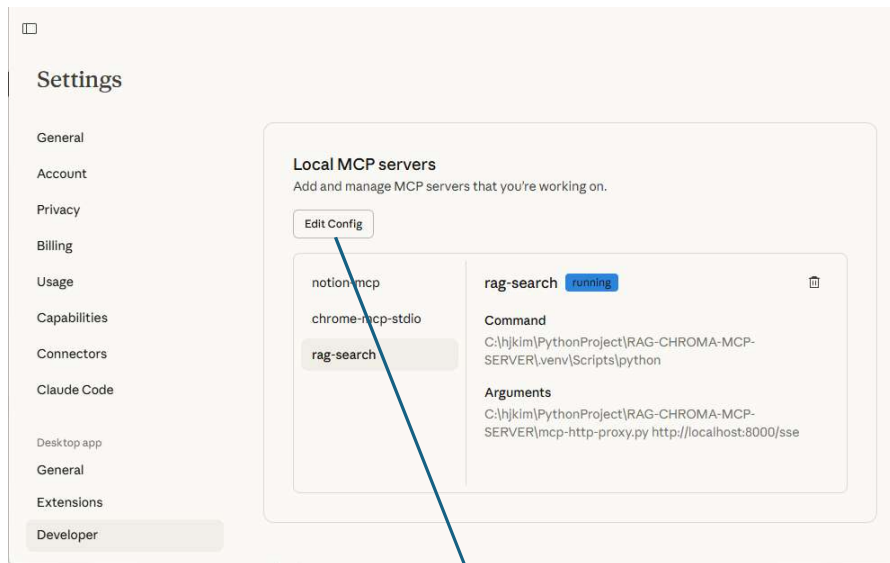 Settings
General
Account
Privacy
Billing
Usage
Capabilities
Connectors
Claude Code
Desktop app
General
Extensions
Developer
Local MCP servers
Add and manage MCP servers that you're working on.
Edit Config
notion-mcp
chrome-mcp-stdio
rag-search
rag-search running
Command
C:\hjkim\PythonProject\RAG-CHROMA-MCP-
SERVER\.venv\Scripts\python
Arguments
C:\hjkim\PythonProject\RAG-CHROMA-MCP-
SERVER\mcp-http-proxy.py http://localhost:8000/sse